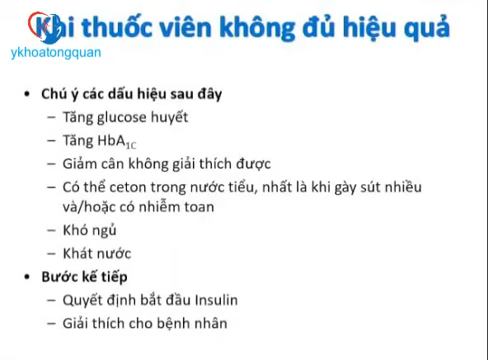 Khi thuốc viên không đủ hiệu quả
ykhoatongquan
• Chú ý các dấu hiệu sau đây
– Tăng glucose huyết
– Tăng HbA1C
– Giảm cân không giải thích được
– Có thể ceton trong nước tiểu, nhất là khi gày sút nhiều
và/hoặc có nhiễm toan
– Khó ngủ
– Khát nước
• Bước kế tiếp
– Quyết định bắt đầu Insulin
– Giải thích cho bệnh nhân